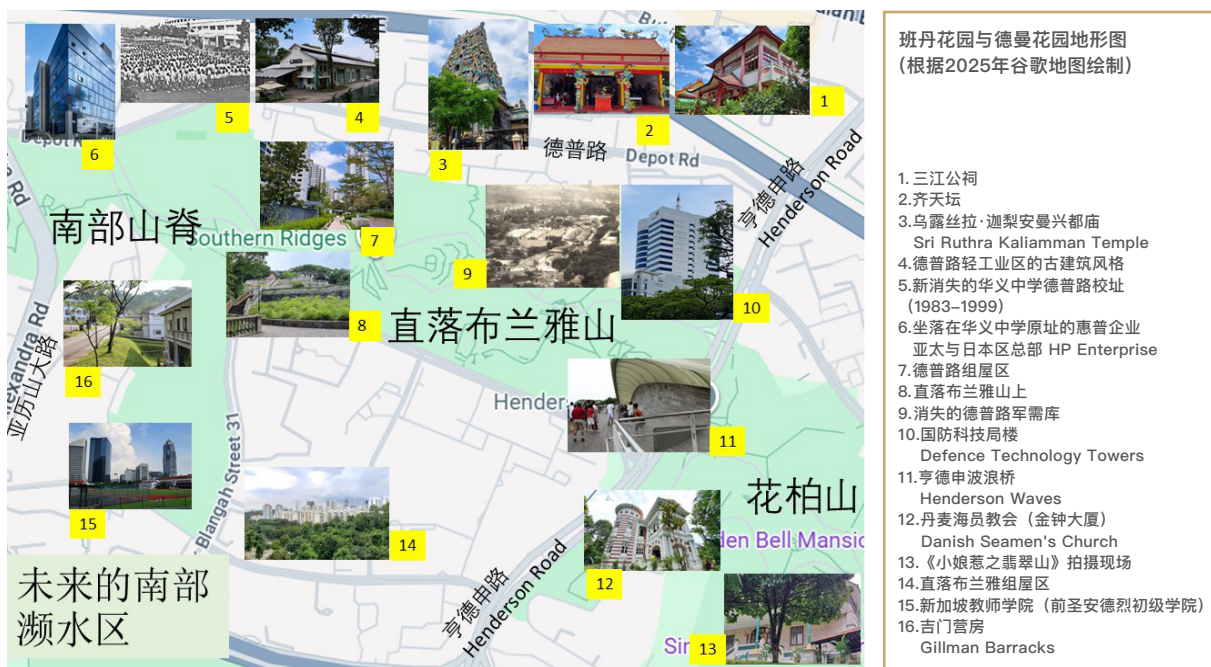 5
4
3
2
1
6
德普路
Depot Rd
亨德申路
Henderson Road
南部山脊
Southern Ridges
7
9
10
8
直落布兰雅山
亚历山大路
16
11
花柏山
15
14
12
未来的南部
濒水区
亨德申路
Henderson Road
13
班丹花园与德曼花园地形图
(根据2025年谷歌地图绘制)
1.三江公祠
2.齐天坛
3.乌露丝拉·迦梨安曼兴都庙
Sri Ruthra Kaliamman Temple
4.德普路轻工业区的古建筑风格
5.新消失的华义中学德普路校址
(1983–1999)
6.坐落在华义中学原址的惠普企业
亚太与日本区总部 HP Enterprise
7.德普路组屋区
8.直落布兰雅山上
9.消失的德普路军需库
10.国防科技局楼
Defence Technology Towers
11.亨德申波浪桥
Henderson Waves
12.丹麦海员教会（金钟大厦）
Danish Seamen's Church
13.《小娘惹之翡翠山》拍摄现场
14.直落布兰雅组屋区
15.新加坡教师学院（前圣安德烈初级学院）
16.吉门营房
Gillman Barracks